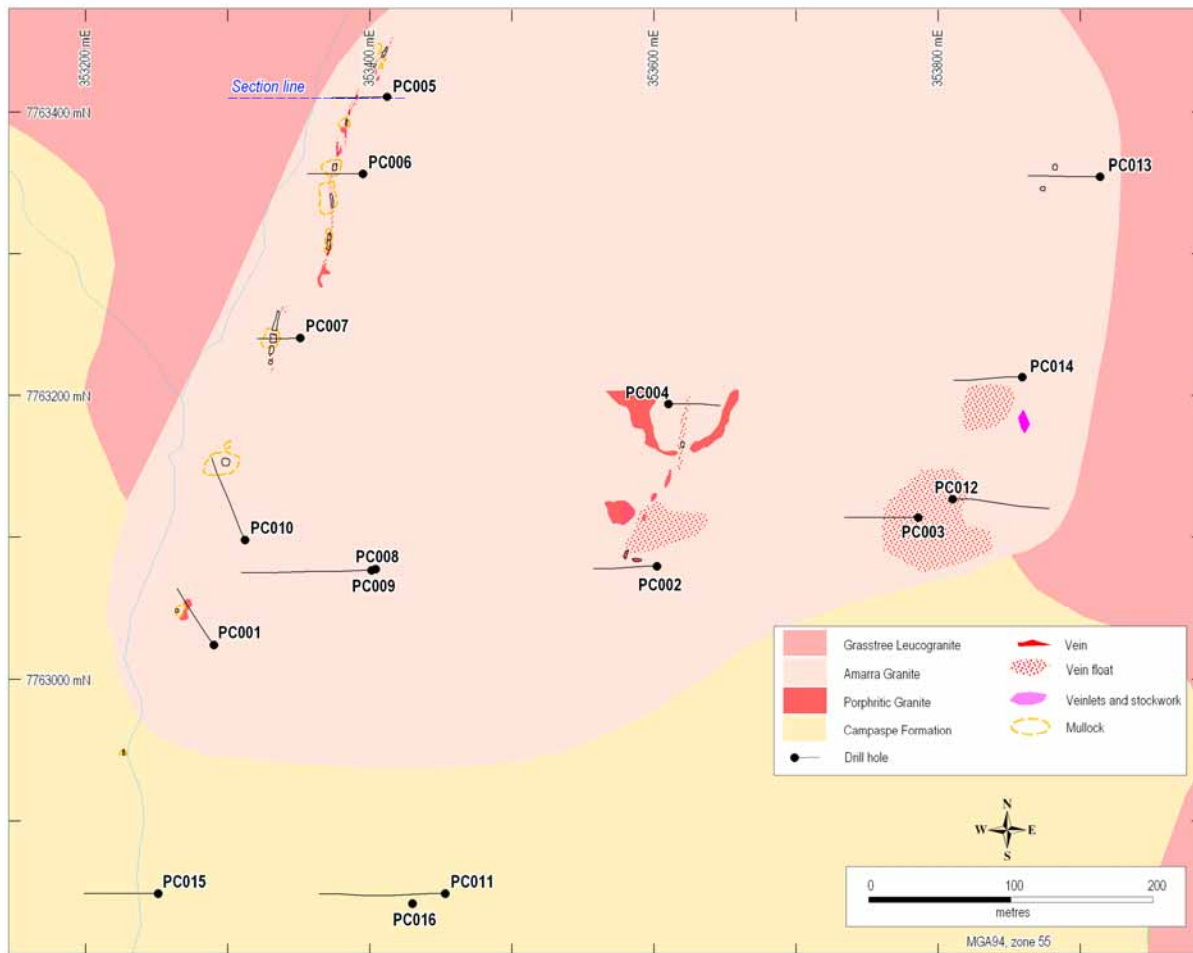 353200 mE
353400 mE
353600 mE
353800 mE
Section line
PC005
7763400 mN
PC006
PC013
PC007
PC014
7763200 mN
PC004
PC012
PC003
PC010
PC008
PC009
PC002
PC001
7763000 mN
Grasstree Leucogranite
Vein
Amarra Granite
Vein float
Porphritic Granite
Veinlets and stockwork
Campaspe Formation
Mullock
Drill hole
N
W E
S
PC015
PC011
PC016
0 100 200
metres
MGA94, zone 55